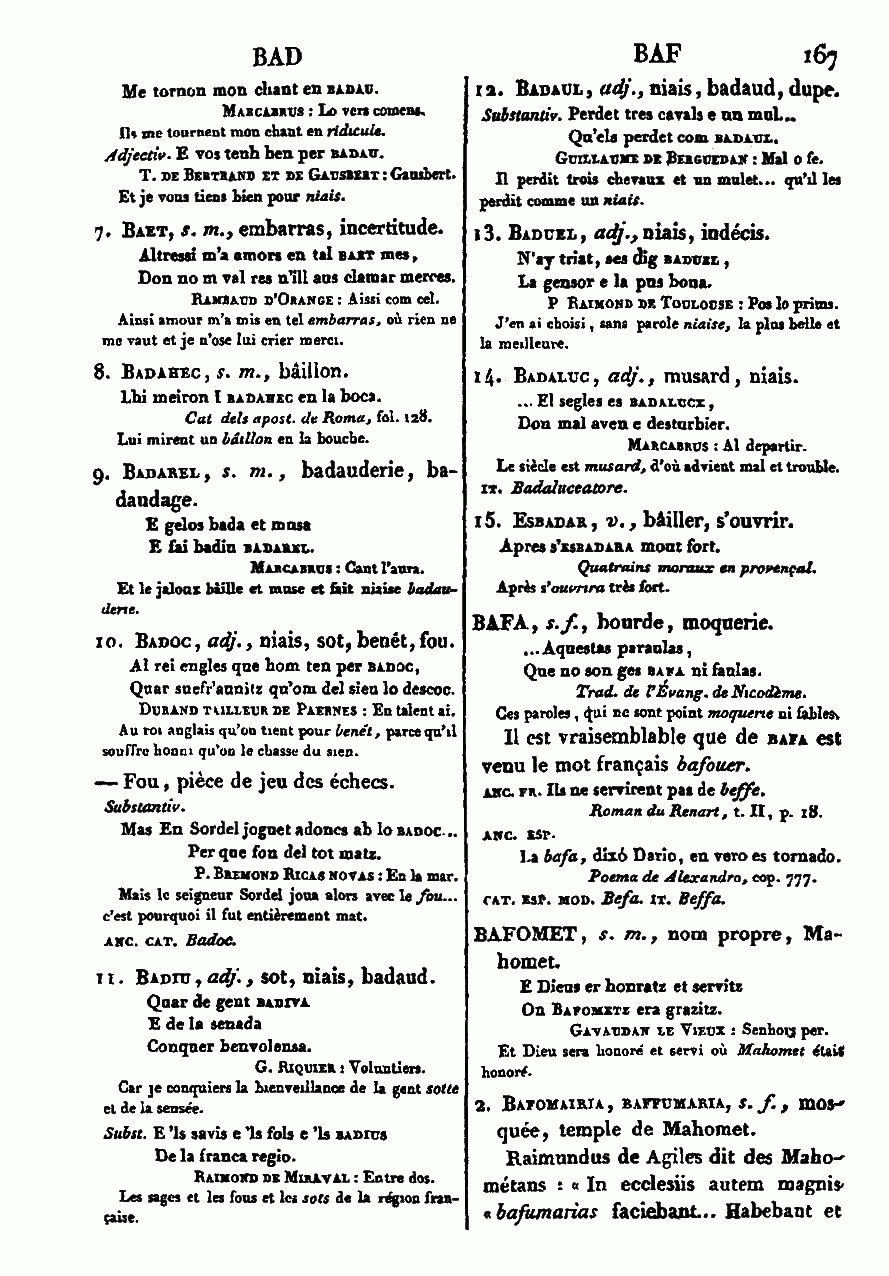 BAD
BAF 167
Me tornon mon chant en BADAU.
MARCABRUS : Lo vers comens.
Ils me tournent mon chant en ridicule.
Adjectiv. E vos tenh ben per BADAU.
T. DE BERTRAND ET DE GAUSBERT : Gausbert.
Et je vous tiens bien pour niais.
7. BAET, s. m., embarras, incertitude.
Altressi m'a amors en tal BAET mes,
Don no m val res n'ill aus clamar merces.
RAMBAUD D'ORANGE : Aissi com cel.
Ainsi amour m'a mis en tel embarras, où rien ne
me vaut et je n'ose lui crier merci.
8. BADAHEC, s. m., bâillon.
Lhi meiron I BADAHEC en la boca.
Cat dels apost. de Roma, fol. 128.
Lui mirent un bâillon en la bouche.
9. BADAREL, s. m., badauderie, ba-
daudage.
E gelos bada et musa
E fai badiu BADAREL.
MARCABRUS : Cant l'aura.
Et le jaloux bâille et muse et fait niaise badau-
derie.
10. BADOC, adj., niais, sot, benét, fou.
Al rei engles que hom ten per BADOC,
Quar suefr'aunitz qu'om del sieu lo descoc.
DURAND TAILLEUR DE PAERNES : En talent ai.
Au roi anglais qu'on tient pour benét, parce qu'il
souffre honni qu'on le chasse du sien.
— Fou, pièce de jeu des échecs.
Substantiv.
Mas En Sordel joguet adoncs ab lo BADOC...
Per que fon del tot matz.
P. BREMOND RICAS NOVAS : En la mar.
Mais le seigneur Sordel joua alors avec le fou...
c'est pourquoi il fut entièrement mat.
ANC. CAT. Badoc.
11. BADIU, adj., sot, niais, badaud.
Quar de gent BADIVA
E de la senada
Conquer benvolensa.
G. RIQUIER : Voluntiers.
Car je conquiers la bienveillance de la gent sotte
et de la sensée.
Subst. E 'ls savis e 'ls fols e 'ls BADIUS
De la franca regio.
RAIMOND DE MIRAVAL : Entre dos.
Les sages et les fous et les sots de la région fran-
çaise.
12. BADAUL, adj., niais, badaud, dupe.
Substantiv. Perdet tres cavals e un mul...
Qu'els perdet com BADAUL.
GUILLAUME DE BERGUEDAN : Mal o fe.
Il perdit trois chevaux et un mulet... qu'il les
perdit comme un niais.
13. BADUEL, adj., niais, indécis.
N'ay triat, ses dig BADUEL,
La gensor e la pus bona.
P RAIMOND DE TOULOUSE : Pos lo prims.
J'en ai choisi, sans parole niaise, la plus belle et
la meilleure.
14. BADALUC, adj., musard, niais.
...El segles es BADALUCX,
Don mal aven e desturbier.
MARCABRUS : Al departir.
Le siècle est musard, d'où advient mal et trouble.
IT. Badaluccatore.
15. ESBADAR, v., bâiller, s'ouvrir.
Apres s'ESBADARA mont fort.
Quatrains moraux en provençal.
Après s'ouvrira très fort.
BAFA, s. f., bourde, moquerie.
...Aquestas paraulas,
Que no son ges BAFA ni faulas.
Trad. de l'Évang. de Nicodème.
Ces paroles, qui ne sont point moquerie ni fables.
Il est vraisemblable que de BAFA est
venu le mot français bafouer.
ANC. FR. Ils ne servirent pas de beffe.
Roman du Renart, t. II, p. 18.
ANC. ESP.
La bafa, dixó Dario, en vero es tornado.
Poema de Alexandro, cop. 777.
CAT. ESP. MOD. Befa. IT. Beffa.
BAFOMET, s. m., nom propre, Ma-
homet.
E Dieus er honratz et servitz
On BAFOMETZ era grazitz.
GAVAUDAN LE VIEUX : Senhors per.
Et Dieu sera honoré et servi où Mahomet était
honoré.
2. BAFOMAIRIA, BAFFUMARIA, s. f., mos-
quée, temple de Mahomet.
Raimundus de Agiles dit des Maho-
métans : « In ecclesiis autem magnis
« bafumarias faciebant... Habebant et